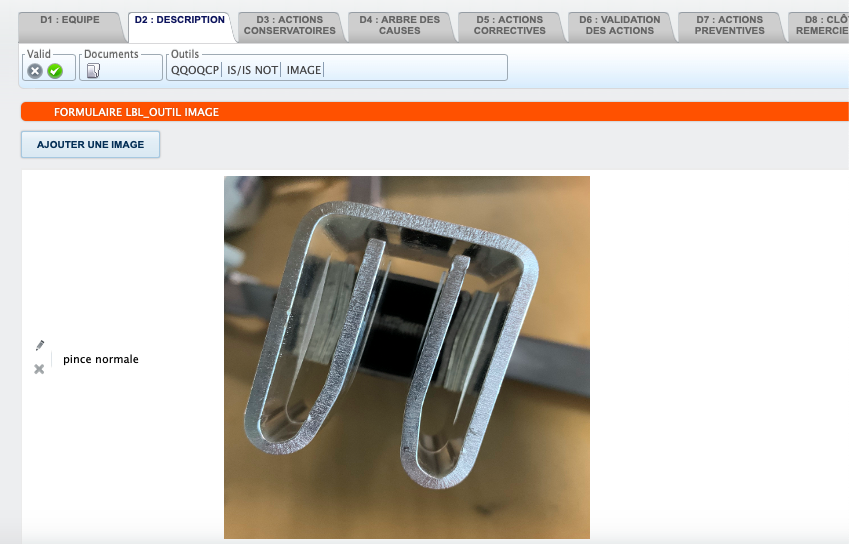 D1 : EQUIPE
D2 : DESCRIPTION
D3 : ACTIONS
CONSERVATOIRES
D4 : ARBRE DES
CAUSES
D5 : ACTIONS
CORRECTIVES
D6 : VALIDATION
DES ACTIONS
D7 : ACTIONS
PREVENTIVES
D8 : CLÔ
REMERCIE
Valid
Documents
Outils
QQOQCP IS/IS NOT IMAGE
FORMULAIRE LBL_OUTIL IMAGE
AJOUTER UNE IMAGE
pince normale